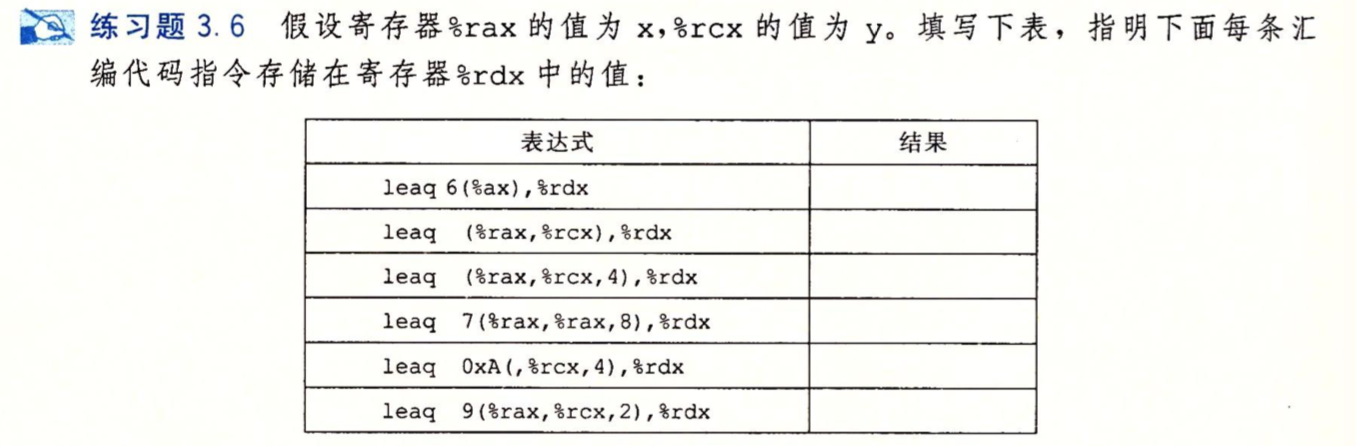 练习题 3.6 假设寄存器%rax 的值为 x,%rcx 的值为 y。填写下表，指明下面每条汇
编代码指令存储在寄存器%rdx 中的值：
表达式 结果
leaq 6(%ax),%rdx
leaq (%rax,%rcx),%rdx
leaq (%rax,%rcx,4),%rdx
leaq 7(%rax,%rax,8),%rdx
leaq 0xA(,%rcx,4),%rdx
leaq 9(%rax,%rcx,2),%rdx